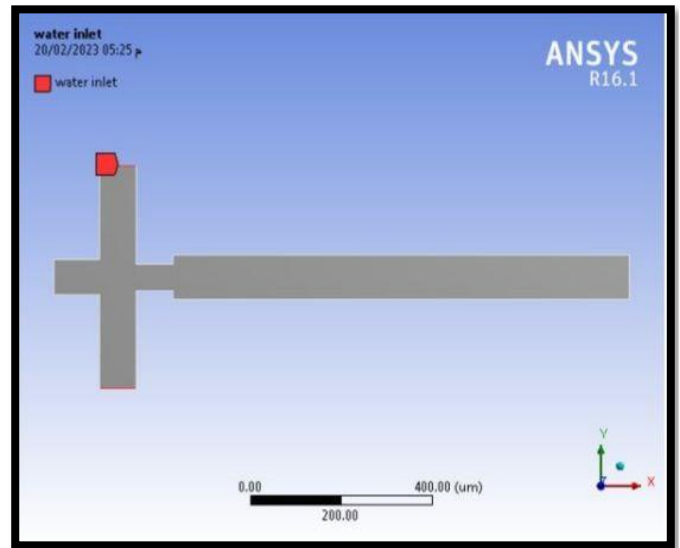 water inlet
20/02/2023 05:25 م
ANSYS
R16.1
water inlet
Y
X
0.00 400.00 (um)
200.00